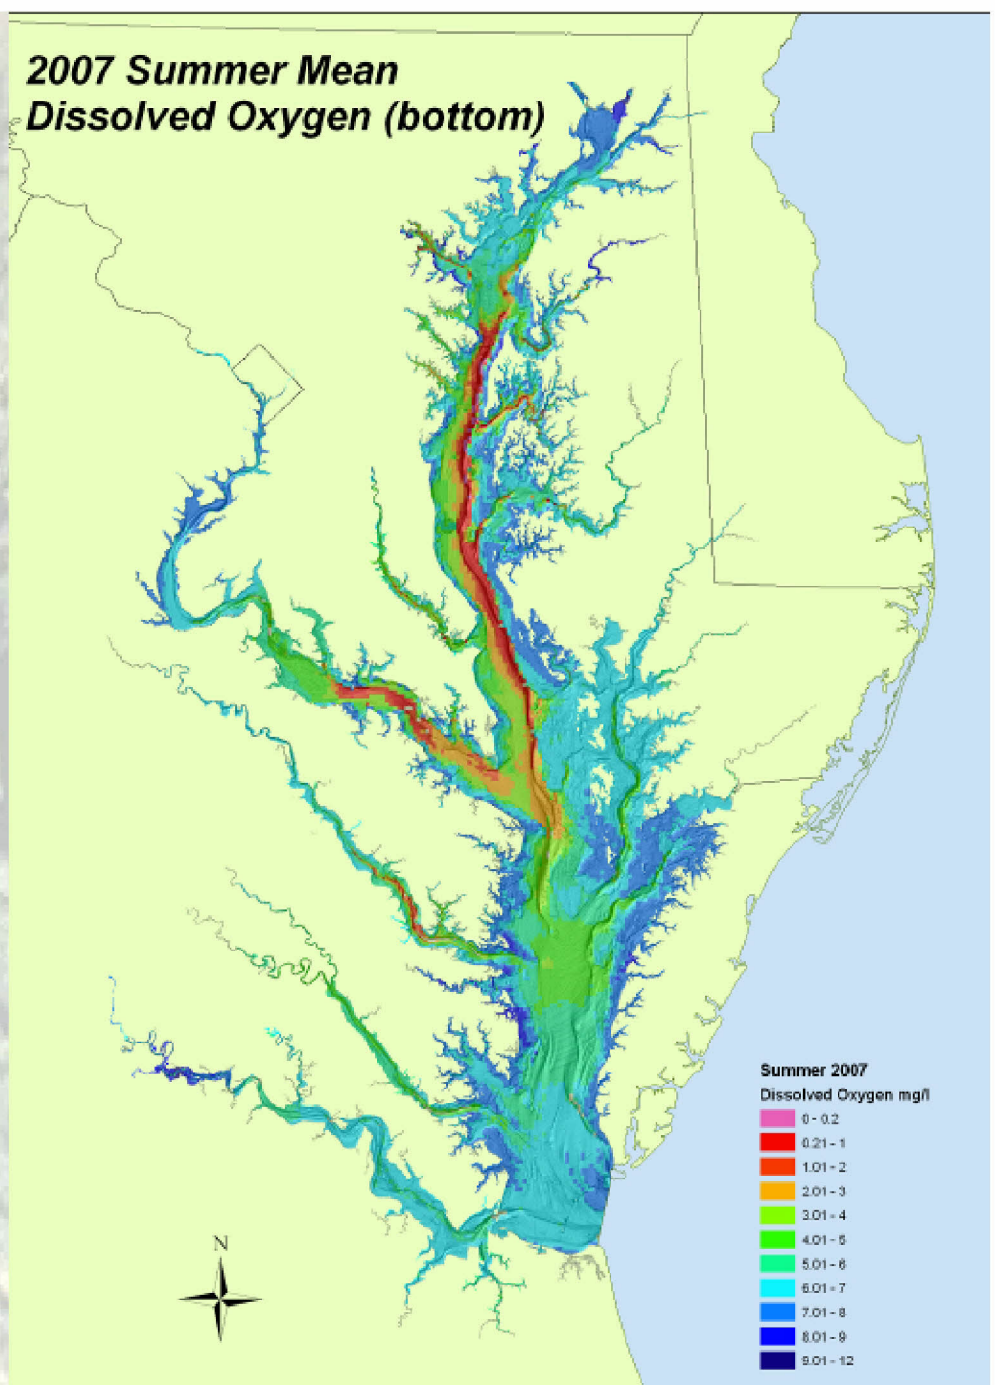 2007 Summer Mean
Dissolved Oxygen (bottom)
N
Summer 2007
Dissolved Oxygen mg/l
0 - 0.2
0.21 - 1
1.01 - 2
2.01 - 3
3.01 - 4
4.01 - 5
5.01 - 6
6.01 - 7
7.01 - 8
8.01 - 9
9.01 - 12